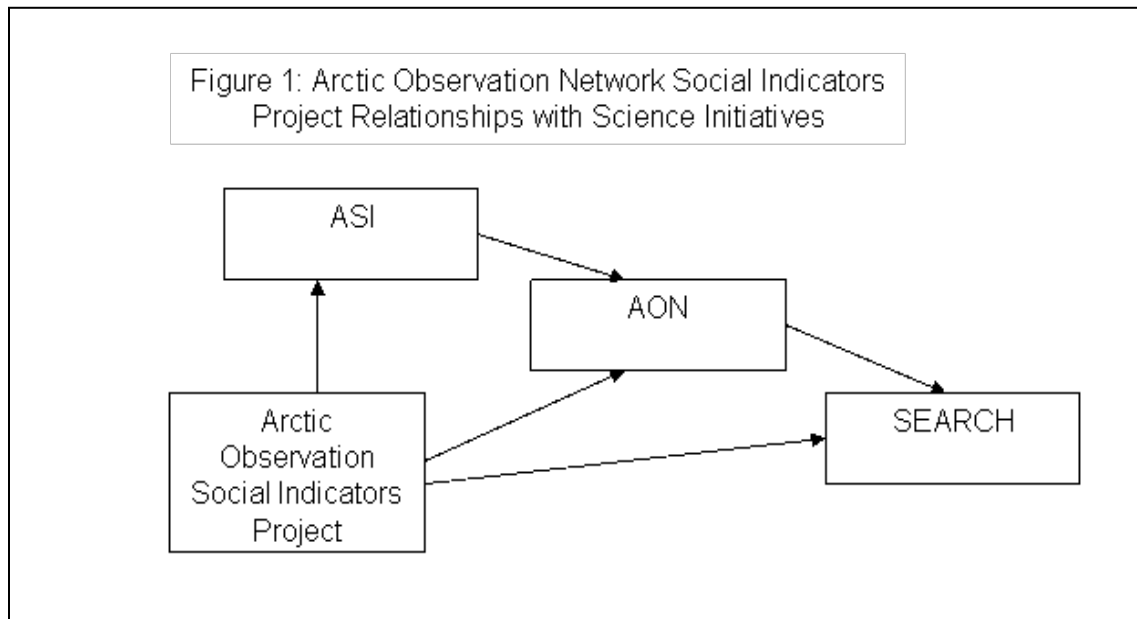 Figure 1: Arctic Observation Network Social Indicators
Project Relationships with Science Initiatives
ASI
AON
SEARCH
Arctic
Observation
Social Indicators
Project